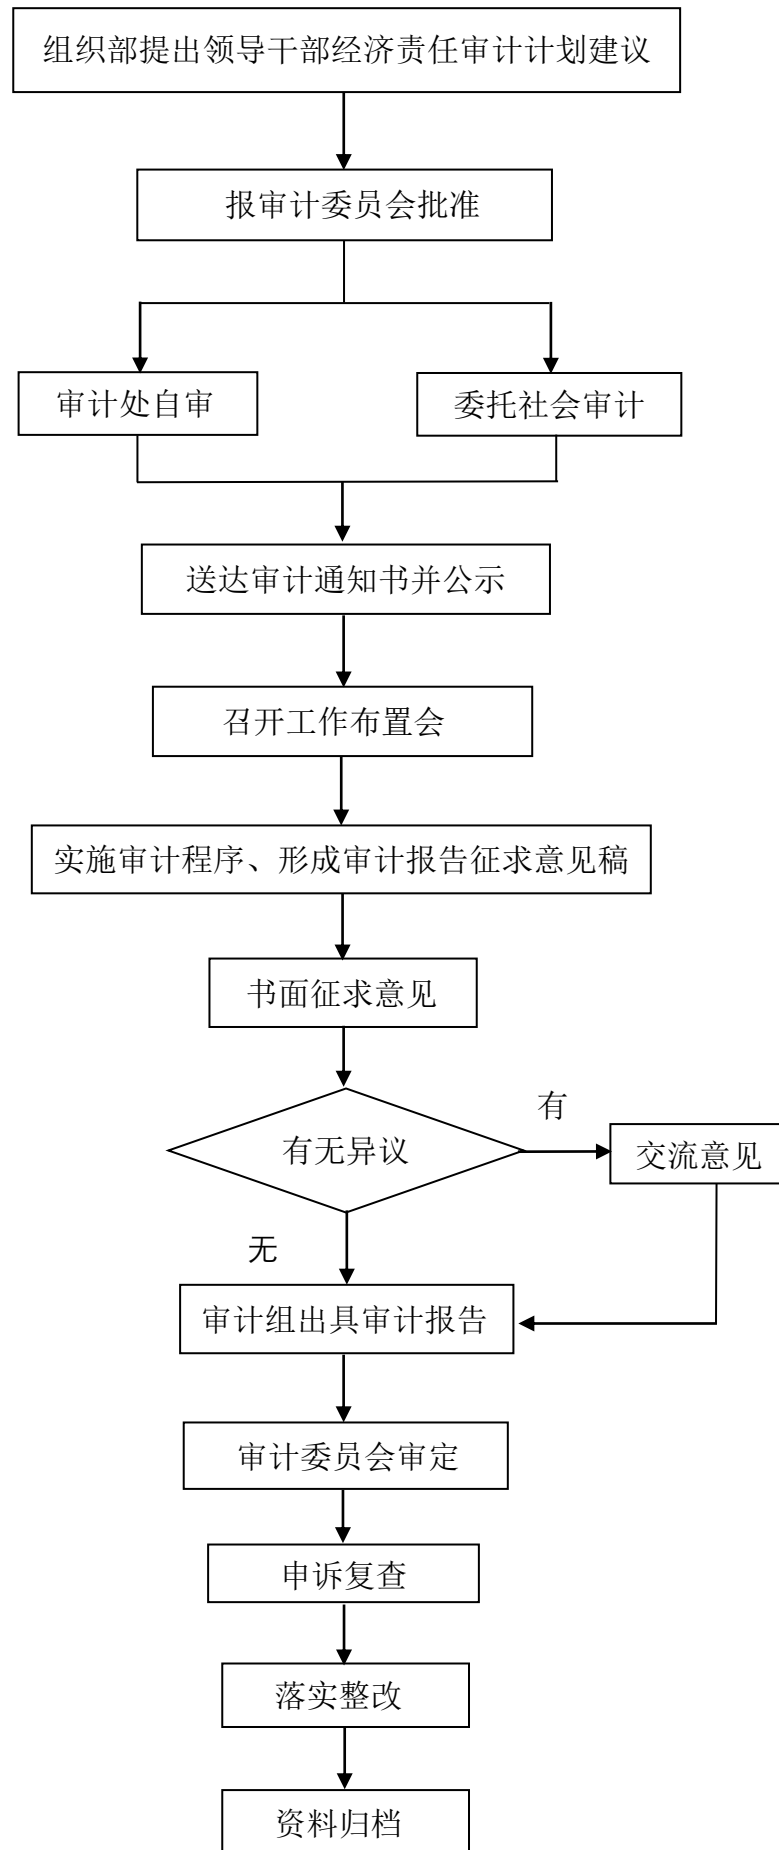 组织部提出领导干部经济责任审计计划建议
报审计委员会批准
审计处自审
委托社会审计
送达审计通知书并公示
召开工作布置会
实施审计程序、形成审计报告征求意见稿
书面征求意见
有
有无异议
交流意见
无
审计组出具审计报告
审计委员会审定
申诉复查
落实整改
资料归档